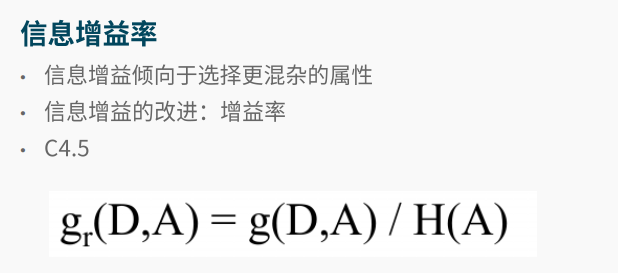 信息增益率
• 信息增益倾向于选择更混杂的属性
• 信息增益的改进：增益率
• C4.5
gr(D,A) = g(D,A) / H(A)